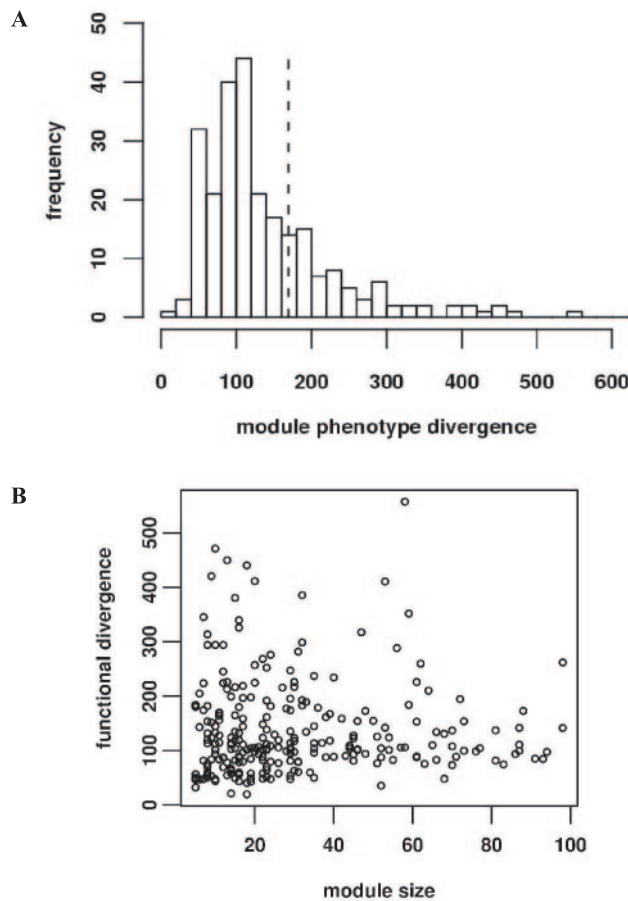 A
50
40
30
20
10
0
frequency
0 100 200 300 400 500 600
module phenotype divergence
B
500
400
300
200
100
0
functional divergence
20 40 60 80 100
module size